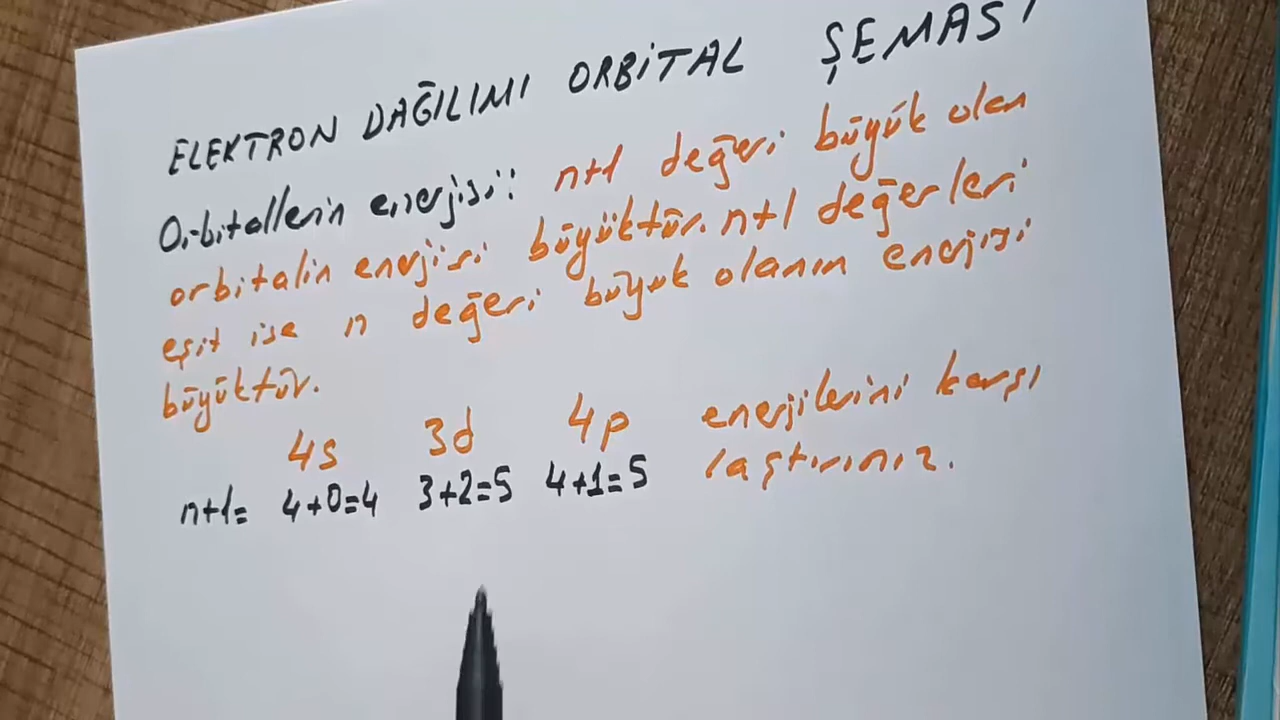 ELEKTRON DAĞILIMI ORBİTAL ŞEMASI
Orbitallerin enerjisi: n+l değeri büyük olan
orbitalin enerjisi büyüktür. n+l değerleri
eşit ise n değeri büyük olanın enerjisi
büyüktür.
4s 3d 4p enerjilerini karşı
laştırınız.
n+l= 4+0=4 3+2=5 4+1=5